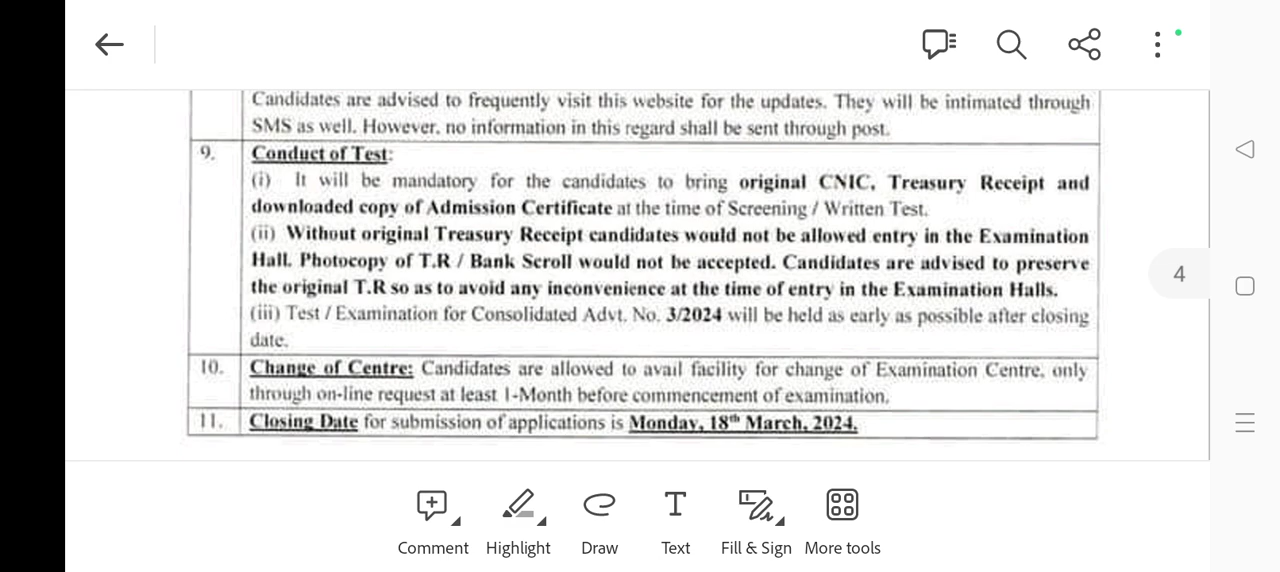 Candidates are advised to frequently visit this website for the updates. They will be intimated through
SMS as well. However, no information in this regard shall be sent through post.
9. Conduct of Test:
(i) It will be mandatory for the candidates to bring original CNIC, Treasury Receipt and
downloaded copy of Admission Certificate at the time of Screening / Written Test.
(ii) Without original Treasury Receipt candidates would not be allowed entry in the Examination
Hall. Photocopy of T.R / Bank Scroll would not be accepted. Candidates are advised to preserve
the original T.R so as to avoid any inconvenience at the time of entry in the Examination Halls.
(iii) Test / Examination for Consolidated Advt. No. 3/2024 will be held as early as possible after closing
date.
10. Change of Centre: Candidates are allowed to avail facility for change of Examination Centre, only
through on-line request at least 1-Month before commencement of examination.
11. Closing Date for submission of applications is Monday, 18th March, 2024.
4
Comment Highlight Draw Text Fill & Sign More tools